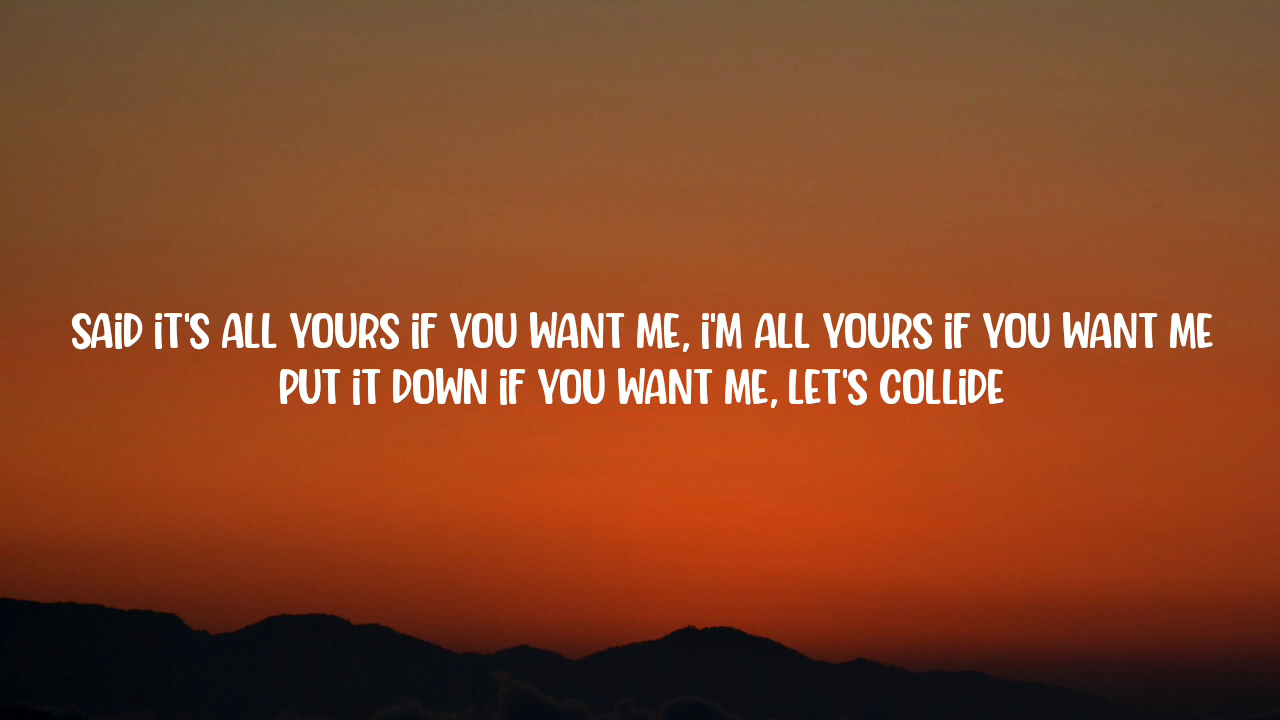 SAiD iT'S ALL YOURS iF YOU WANT ME, i'M ALL YOURS iF YOU WANT ME
PUT iT DOWN iF YOU WANT ME, LET'S COLLiDE